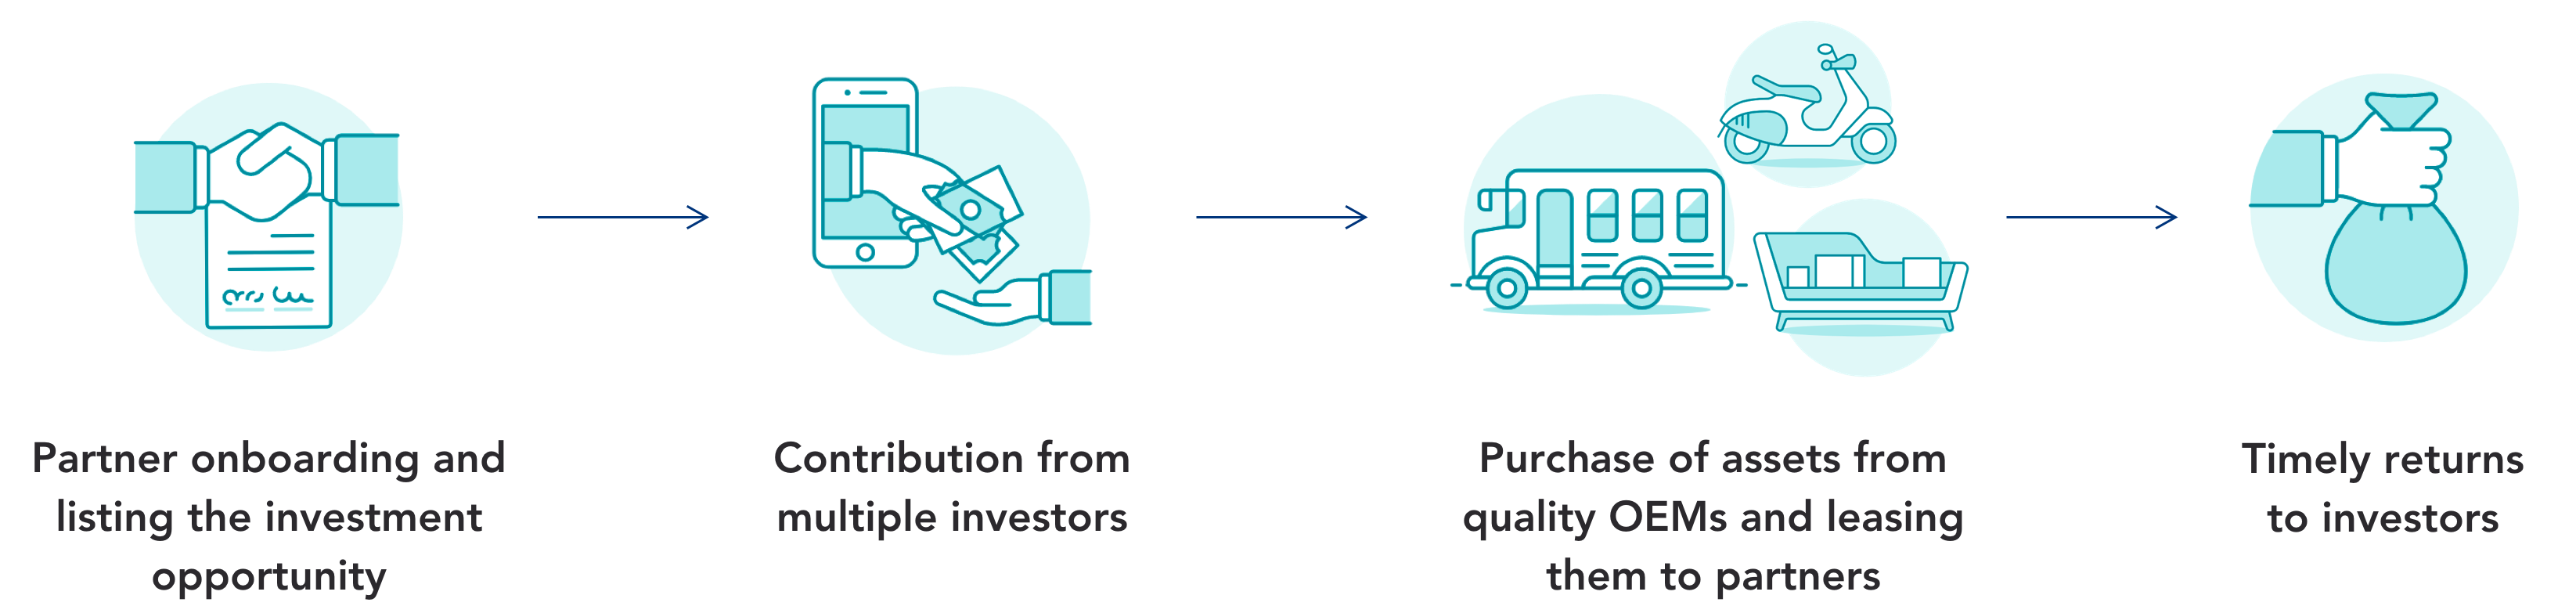 Partner onboarding and
listing the investment
opportunity
Contribution from
multiple investors
Purchase of assets from
quality OEMs and leasing
them to partners
Timely returns
to investors